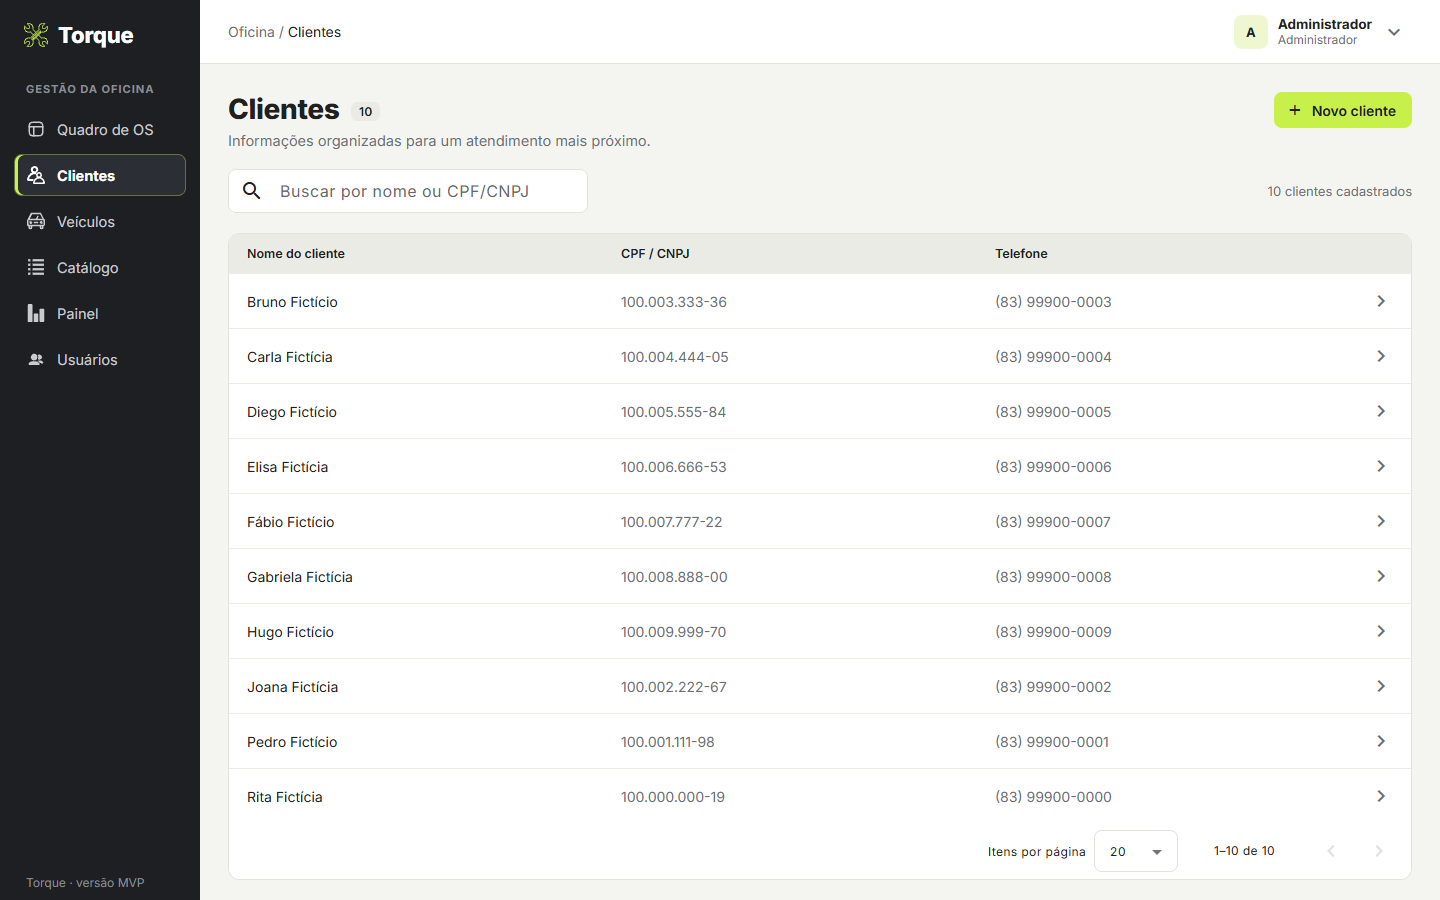 Torque
GESTÃO DA OFICINA
Quadro de OS
Clientes
Veículos
Catálogo
Painel
Usuários
Torque · versão MVP
Oficina / Clientes
A
Administrador
Administrador
Clientes 10
Informações organizadas para um atendimento mais próximo.
+ Novo cliente
Buscar por nome ou CPF/CNPJ
10 clientes cadastrados
Nome do cliente CPF / CNPJ Telefone
Bruno Fictício 100.003.333-36 (83) 99900-0003
Carla Fictícia 100.004.444-05 (83) 99900-0004
Diego Fictício 100.005.555-84 (83) 99900-0005
Elisa Fictícia 100.006.666-53 (83) 99900-0006
Fábio Fictício 100.007.777-22 (83) 99900-0007
Gabriela Fictícia 100.008.888-00 (83) 99900-0008
Hugo Fictício 100.009.999-70 (83) 99900-0009
Joana Fictícia 100.002.222-67 (83) 99900-0002
Pedro Fictício 100.001.111-98 (83) 99900-0001
Rita Fictícia 100.000.000-19 (83) 99900-0000
Itens por página 20 1–10 de 10